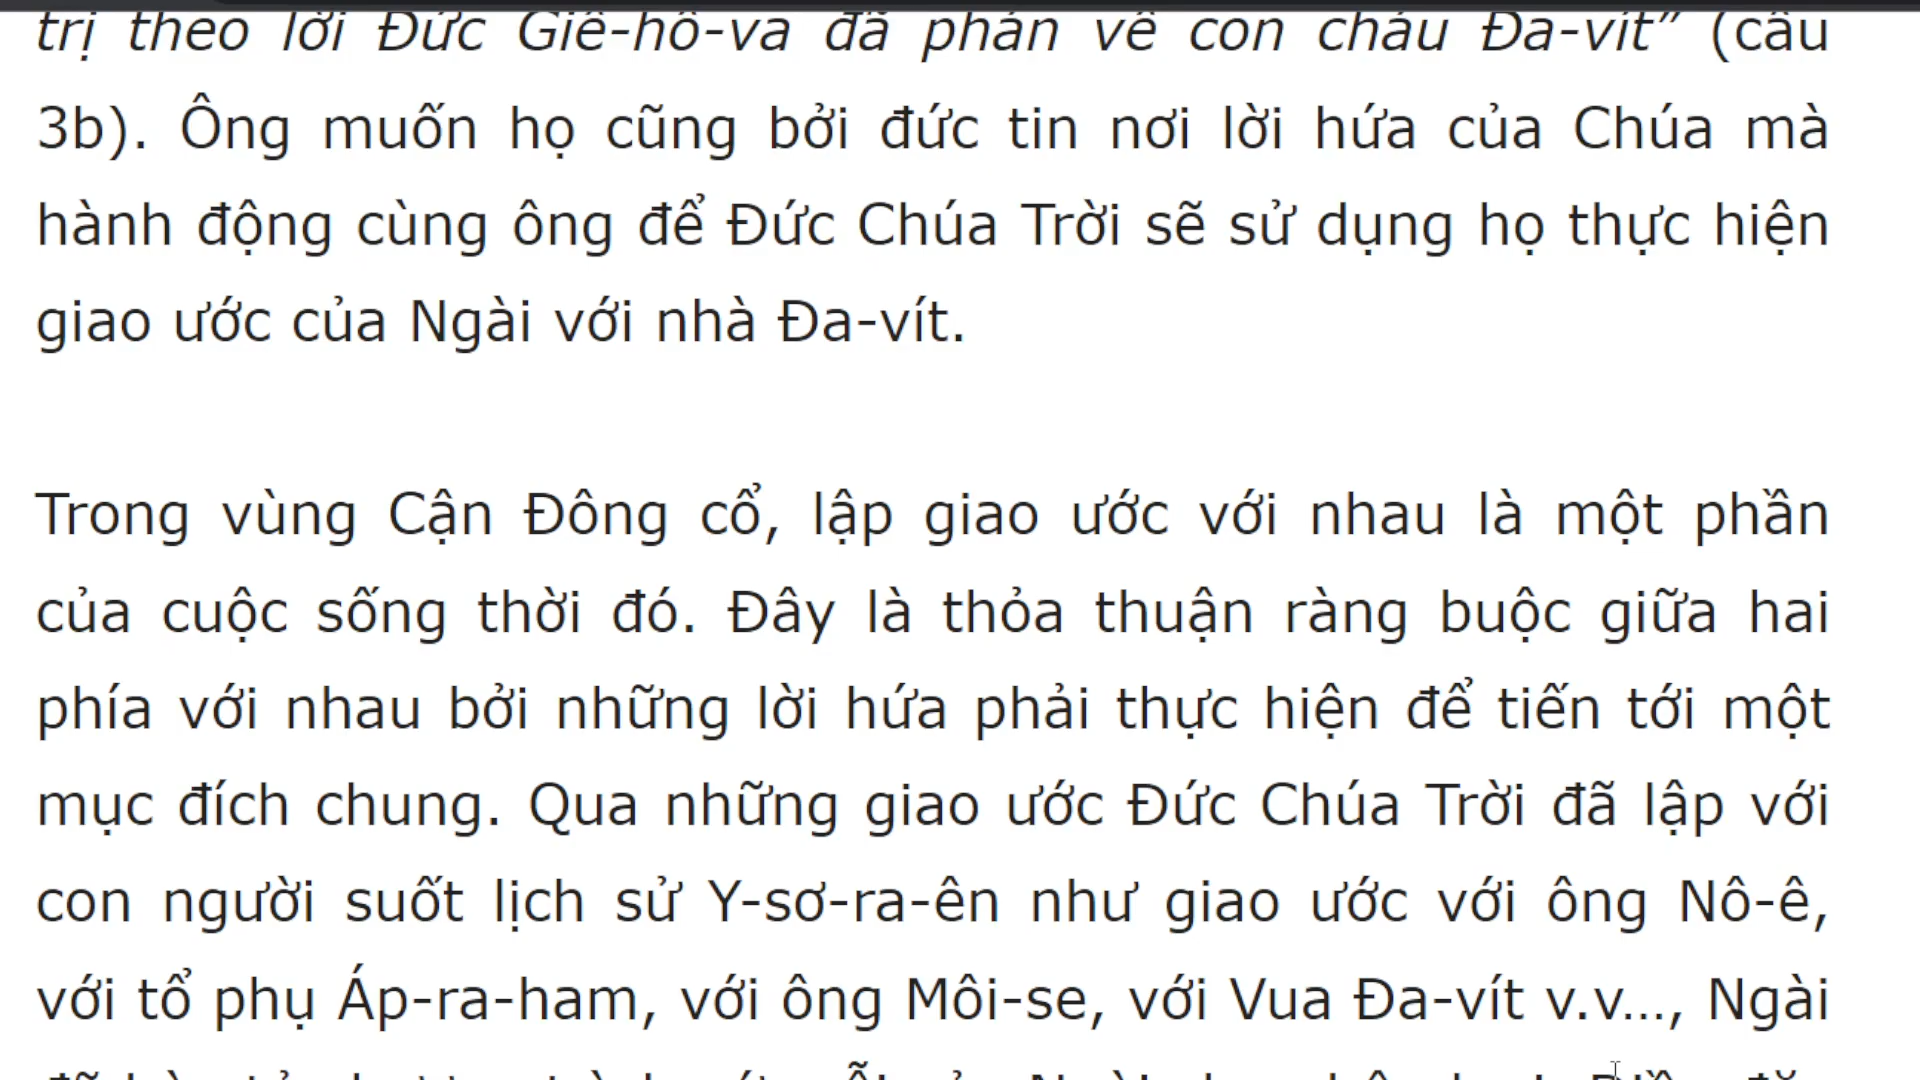 trị theo lời Đức Giê-hô-va đã phán về con cháu Đa-vít” (câu
3b). Ông muốn họ cũng bởi đức tin nơi lời hứa của Chúa mà
hành động cùng ông để Đức Chúa Trời sẽ sử dụng họ thực hiện
giao ước của Ngài với nhà Đa-vít.
Trong vùng Cận Đông cổ, lập giao ước với nhau là một phần
của cuộc sống thời đó. Đây là thỏa thuận ràng buộc giữa hai
phía với nhau bởi những lời hứa phải thực hiện để tiến tới một
mục đích chung. Qua những giao ước Đức Chúa Trời đã lập với
con người suốt lịch sử Y-sơ-ra-ên như giao ước với ông Nô-ê,
với tổ phụ Áp-ra-ham, với ông Môi-se, với Vua Đa-vít v.v…, Ngài